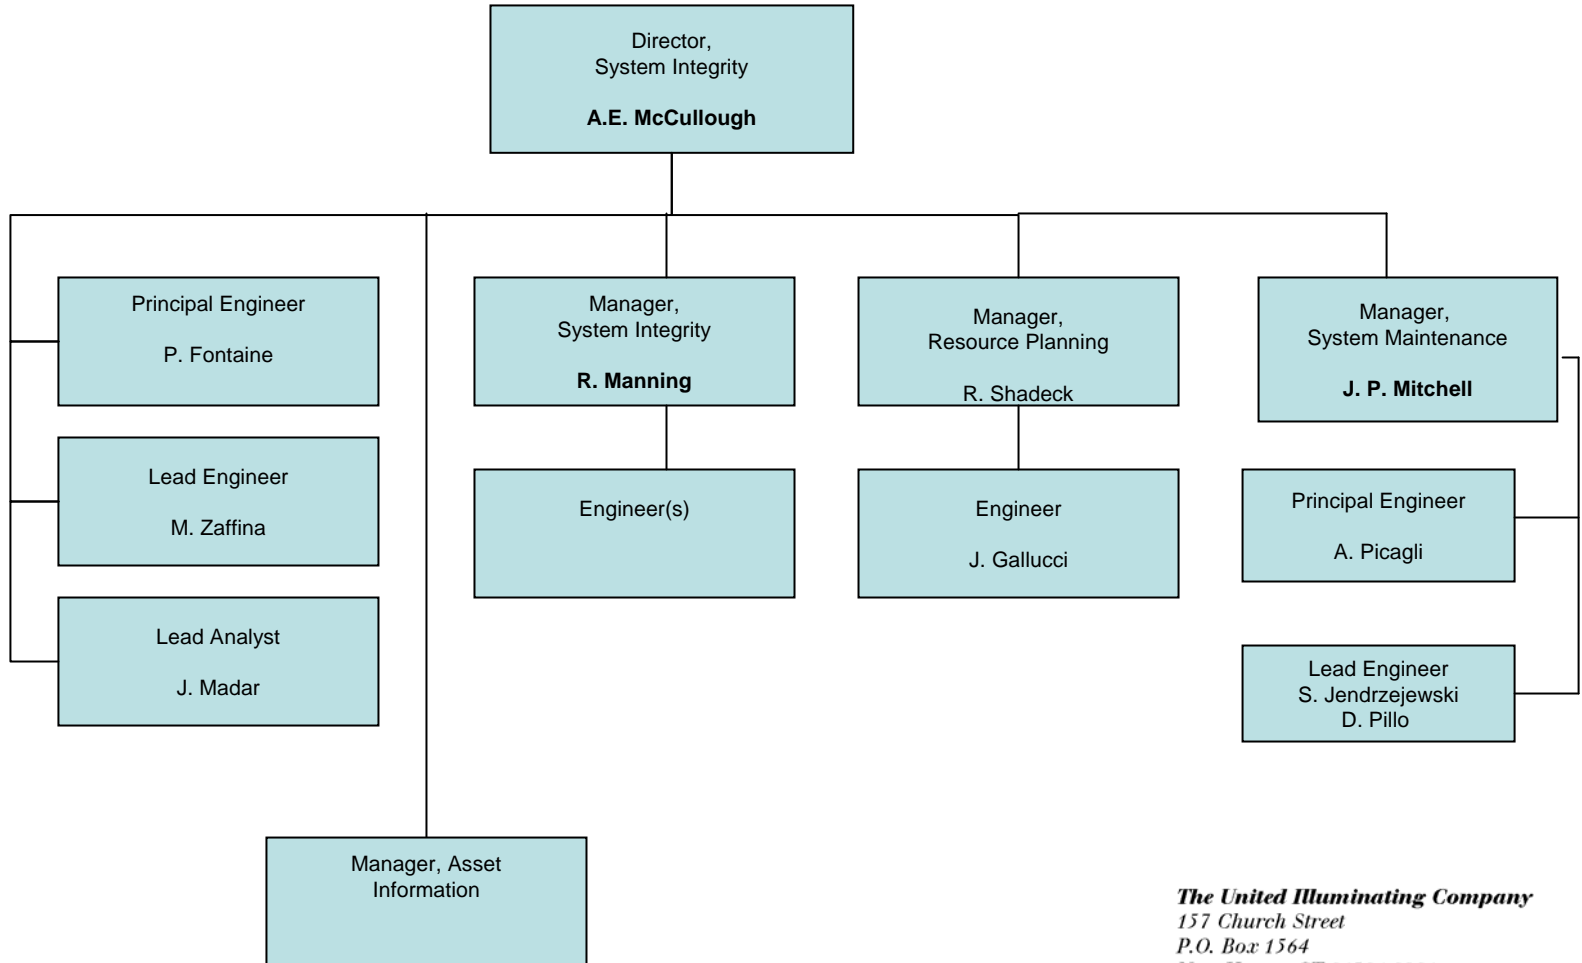 Director,
System Integrity
A.E. McCullough
Principal Engineer
P. Fontaine
Lead Engineer
M. Zaffina
Lead Analyst
J. Madar
Manager,
System Integrity
R. Manning
Engineer(s)
Manager,
Resource Planning
R. Shadeck
Engineer
J. Gallucci
Manager,
System Maintenance
J. P. Mitchell
Principal Engineer
A. Picagli
Lead Engineer
S. Jendrzejewski
D. Pillo
Manager, Asset
Information
The United Illuminating Company
157 Church Street
P.O. Box 1564